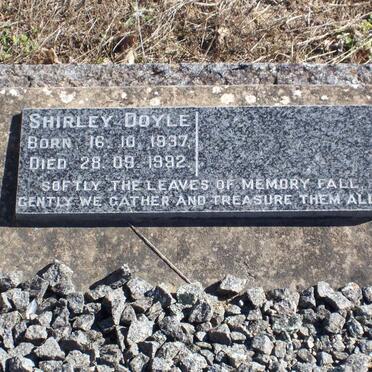 SHIRLEY DOYLE
BORN 16.10.1937
DIED 28.09.1992
SOFTLY THE LEAVES OF MEMORY FALL
GENTLY WE GATHER AND TREASURE THEM ALL